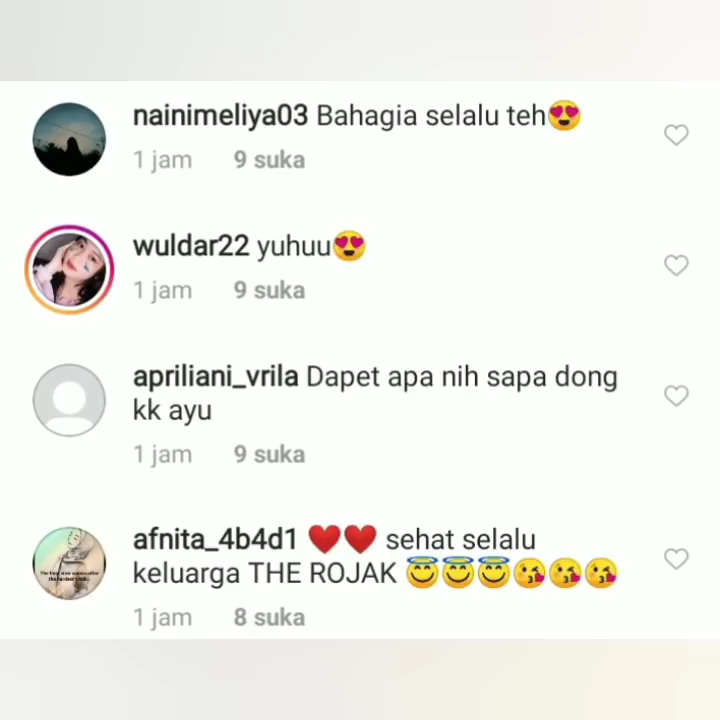 nainimeliya03 Bahagia selalu teh😍
1 jam 9 suka
wuldar22 yuhuu😍
1 jam 9 suka
apriliani_vrila Dapet apa nih sapa dong
kk ayu
1 jam 9 suka
afnita_4b4d1 ❤️❤️ sehat selalu
keluarga THE ROJAK 😇😇😇😘😘😘
1 jam 8 suka